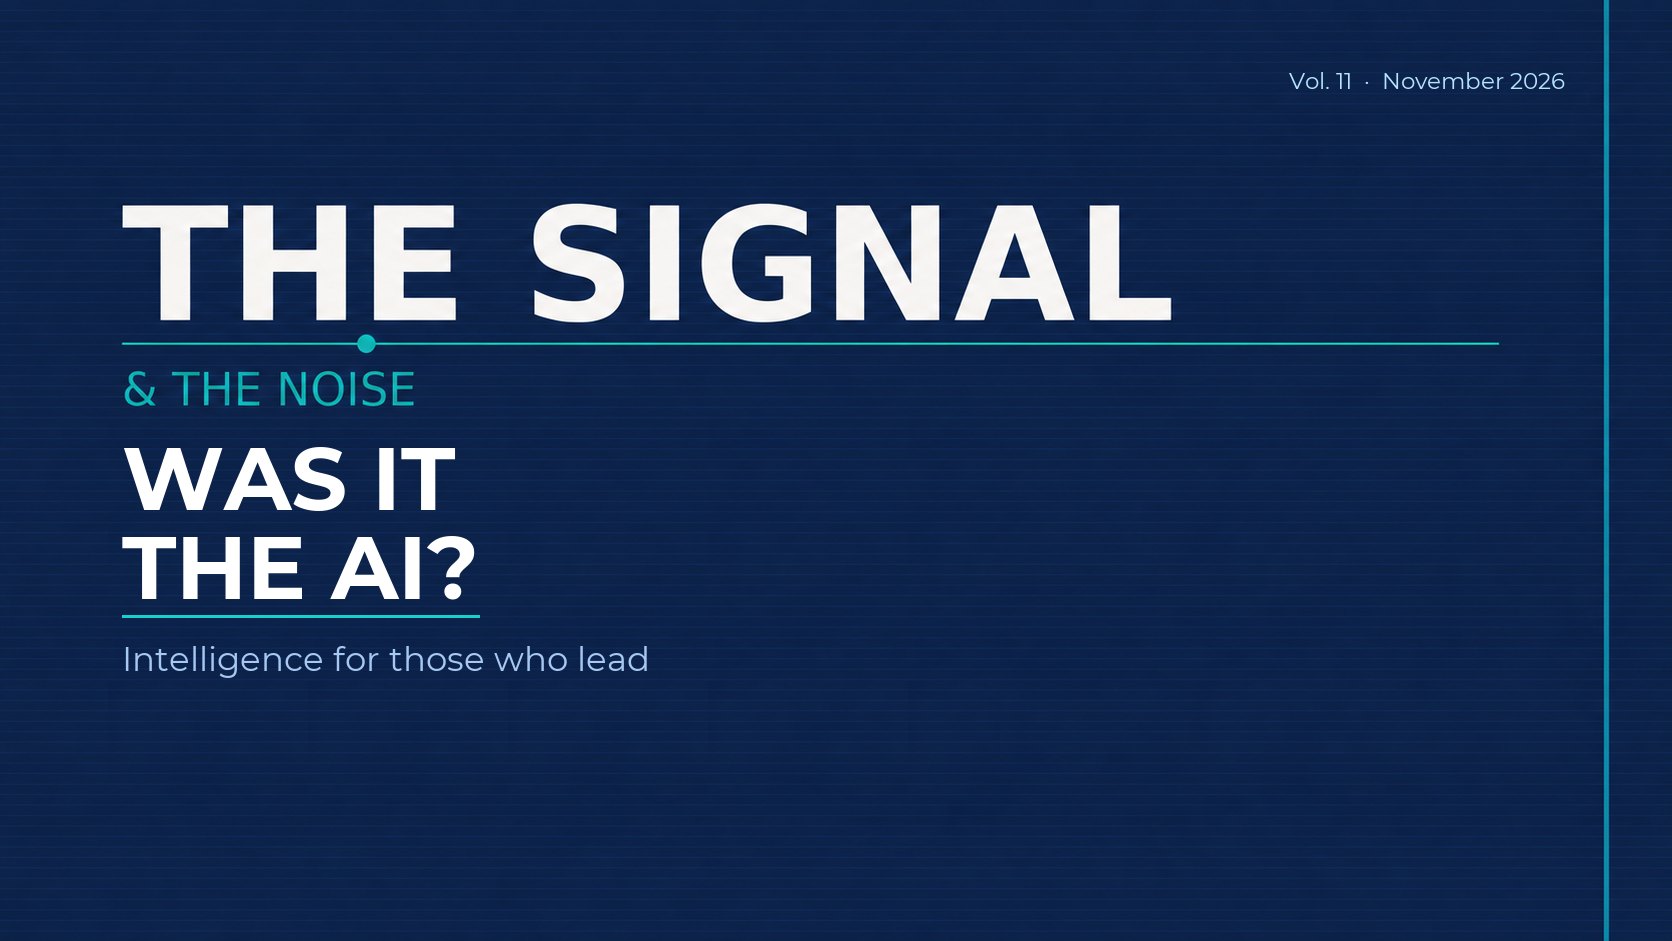 Vol. 11 · November 2026
THE SIGNAL
& THE NOISE
WAS IT
THE AI?
Intelligence for those who lead